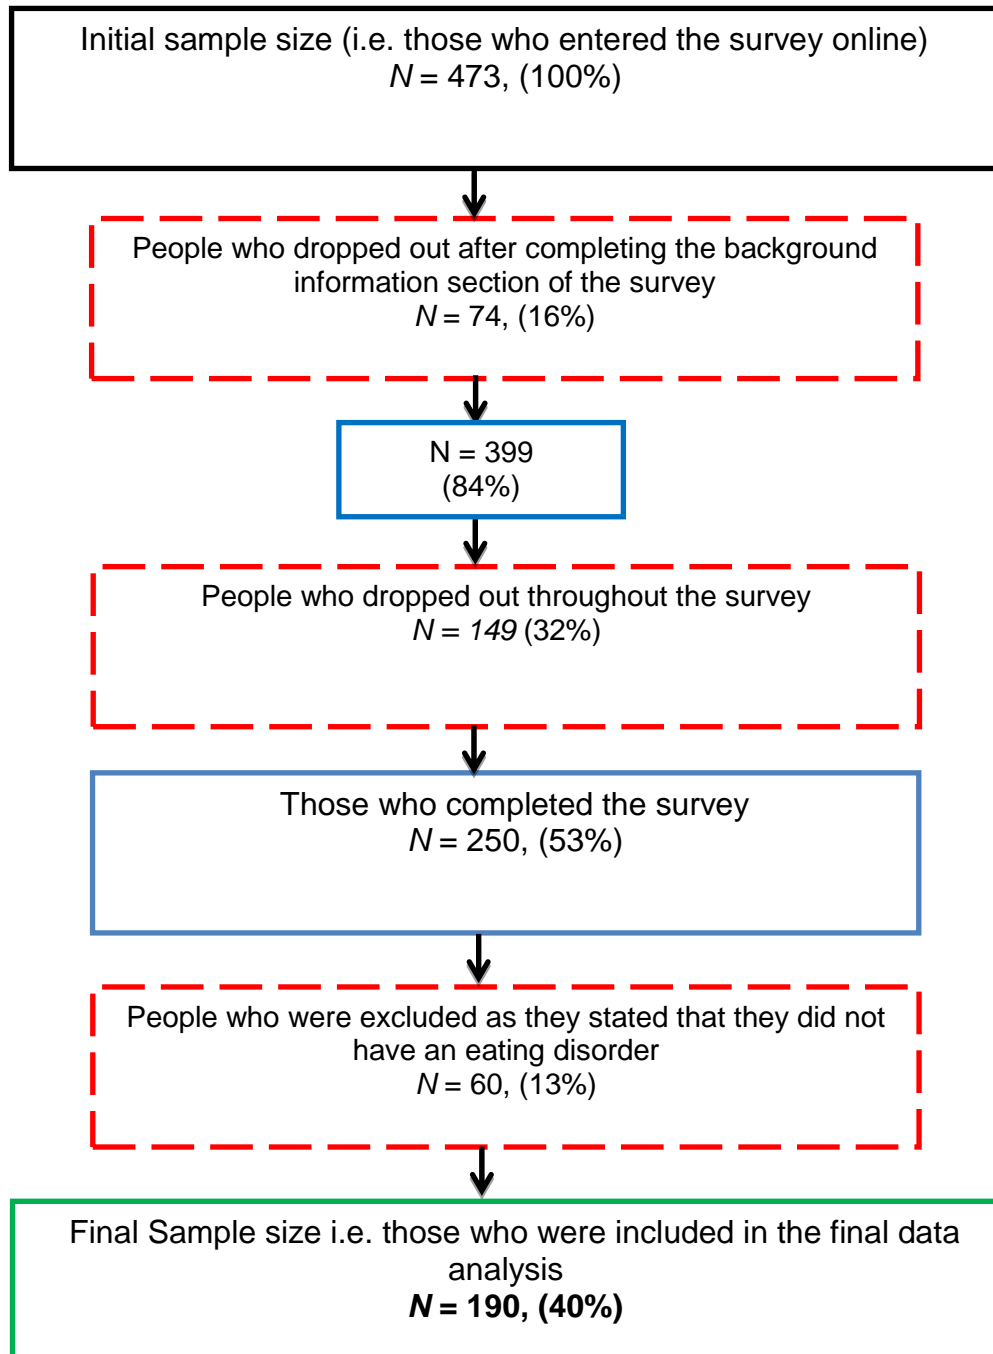 Initial sample size (i.e. those who entered the survey online)
N = 473, (100%)
People who dropped out after completing the background
information section of the survey
N = 74, (16%)
N = 399
(84%)
People who dropped out throughout the survey
N = 149 (32%)
Those who completed the survey
N = 250, (53%)
People who were excluded as they stated that they did not
have an eating disorder
N = 60, (13%)
Final Sample size i.e. those who were included in the final data
analysis
N = 190, (40%)